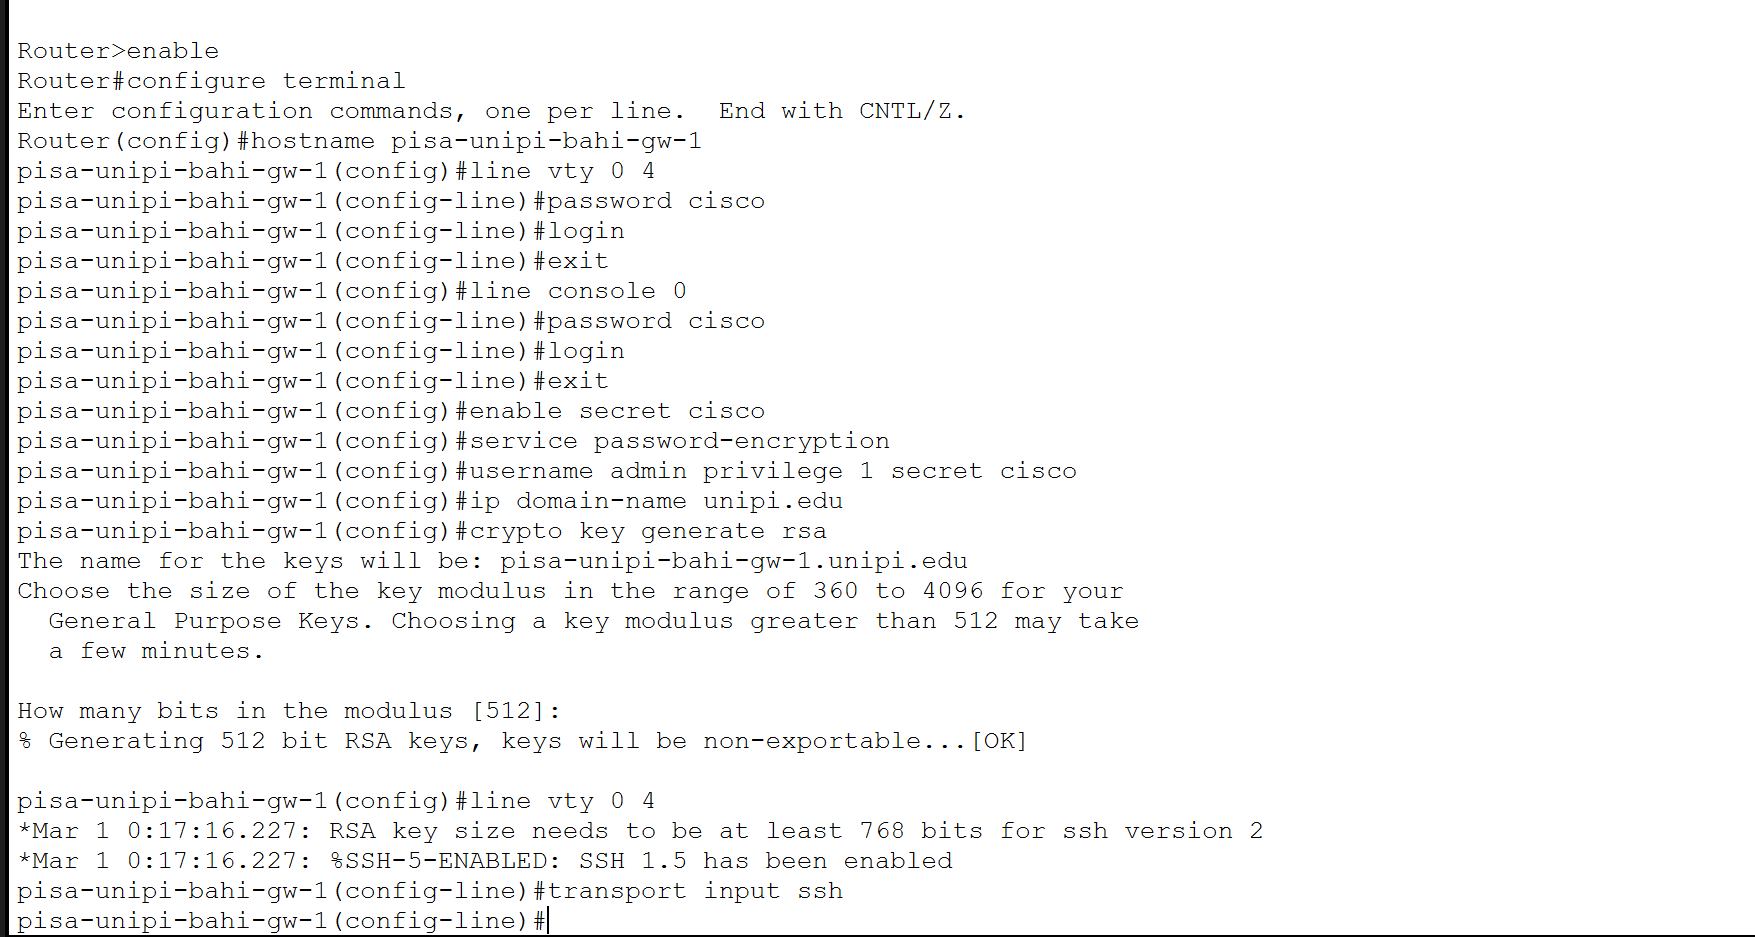 Router>enable
Router#configure terminal
Enter configuration commands, one per line.  End with CNTL/Z.
Router(config)#hostname pisa-unipi-bahi-gw-1
pisa-unipi-bahi-gw-1(config)#line vty 0 4
pisa-unipi-bahi-gw-1(config-line)#password cisco
pisa-unipi-bahi-gw-1(config-line)#login
pisa-unipi-bahi-gw-1(config-line)#exit
pisa-unipi-bahi-gw-1(config)#line console 0
pisa-unipi-bahi-gw-1(config-line)#password cisco
pisa-unipi-bahi-gw-1(config-line)#login
pisa-unipi-bahi-gw-1(config-line)#exit
pisa-unipi-bahi-gw-1(config)#enable secret cisco
pisa-unipi-bahi-gw-1(config)#service password-encryption
pisa-unipi-bahi-gw-1(config)#username admin privilege 1 secret cisco
pisa-unipi-bahi-gw-1(config)#ip domain-name unipi.edu
pisa-unipi-bahi-gw-1(config)#crypto key generate rsa
The name for the keys will be: pisa-unipi-bahi-gw-1.unipi.edu
Choose the size of the key modulus in the range of 360 to 4096 for your
  General Purpose Keys. Choosing a key modulus greater than 512 may take
  a few minutes.

How many bits in the modulus [512]:
% Generating 512 bit RSA keys, keys will be non-exportable...[OK]

pisa-unipi-bahi-gw-1(config)#line vty 0 4
*Mar 1 0:17:16.227: RSA key size needs to be at least 768 bits for ssh version 2
*Mar 1 0:17:16.227: %SSH-5-ENABLED: SSH 1.5 has been enabled
pisa-unipi-bahi-gw-1(config-line)#transport input ssh
pisa-unipi-bahi-gw-1(config-line)#